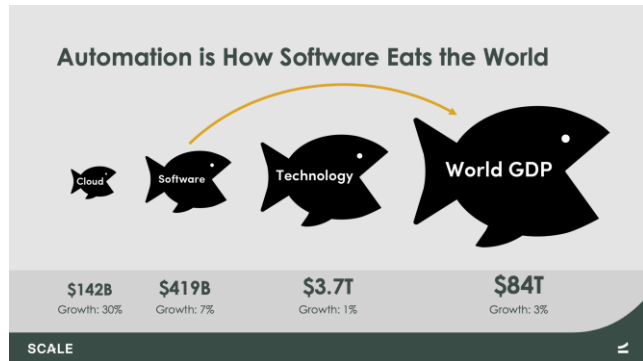 Automation is How Software Eats the World
Cloud
Software
Technology
World GDP
$142B
Growth: 30%
$419B
Growth: 7%
$3.7T
Growth: 1%
$84T
Growth: 3%
SCALE